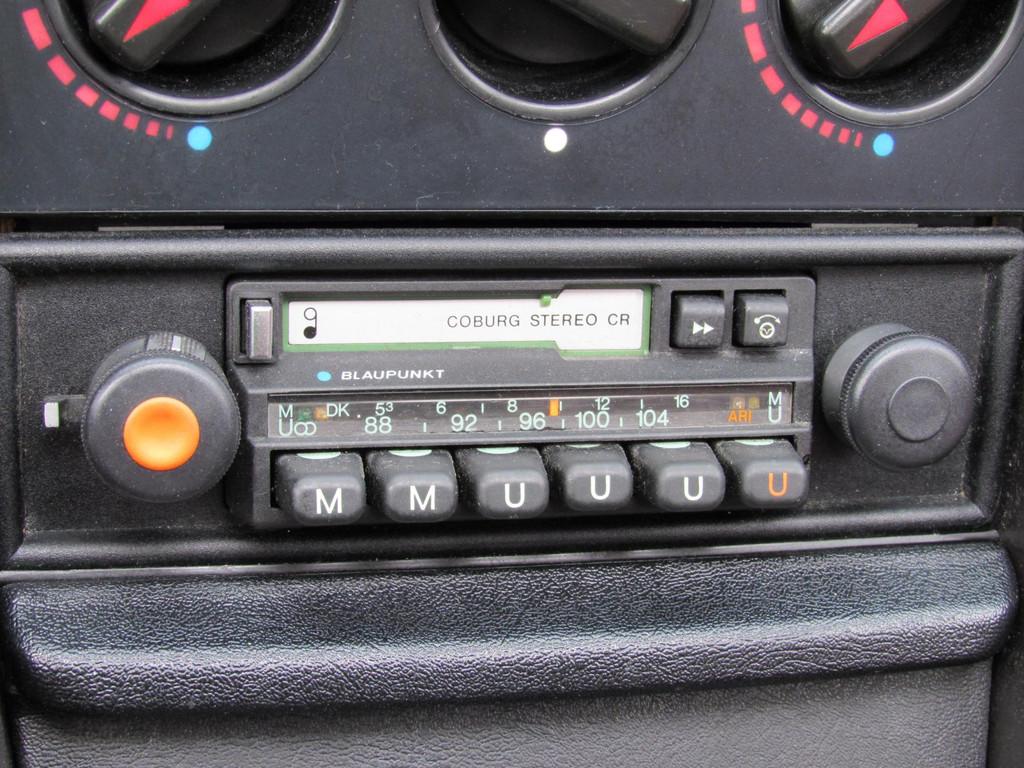 COBURG STEREO CR
BLAUPUNKT
M DK 5³ 6 8 12 16 M
U 88 92 96 100 104 ARI U
M M U U U U